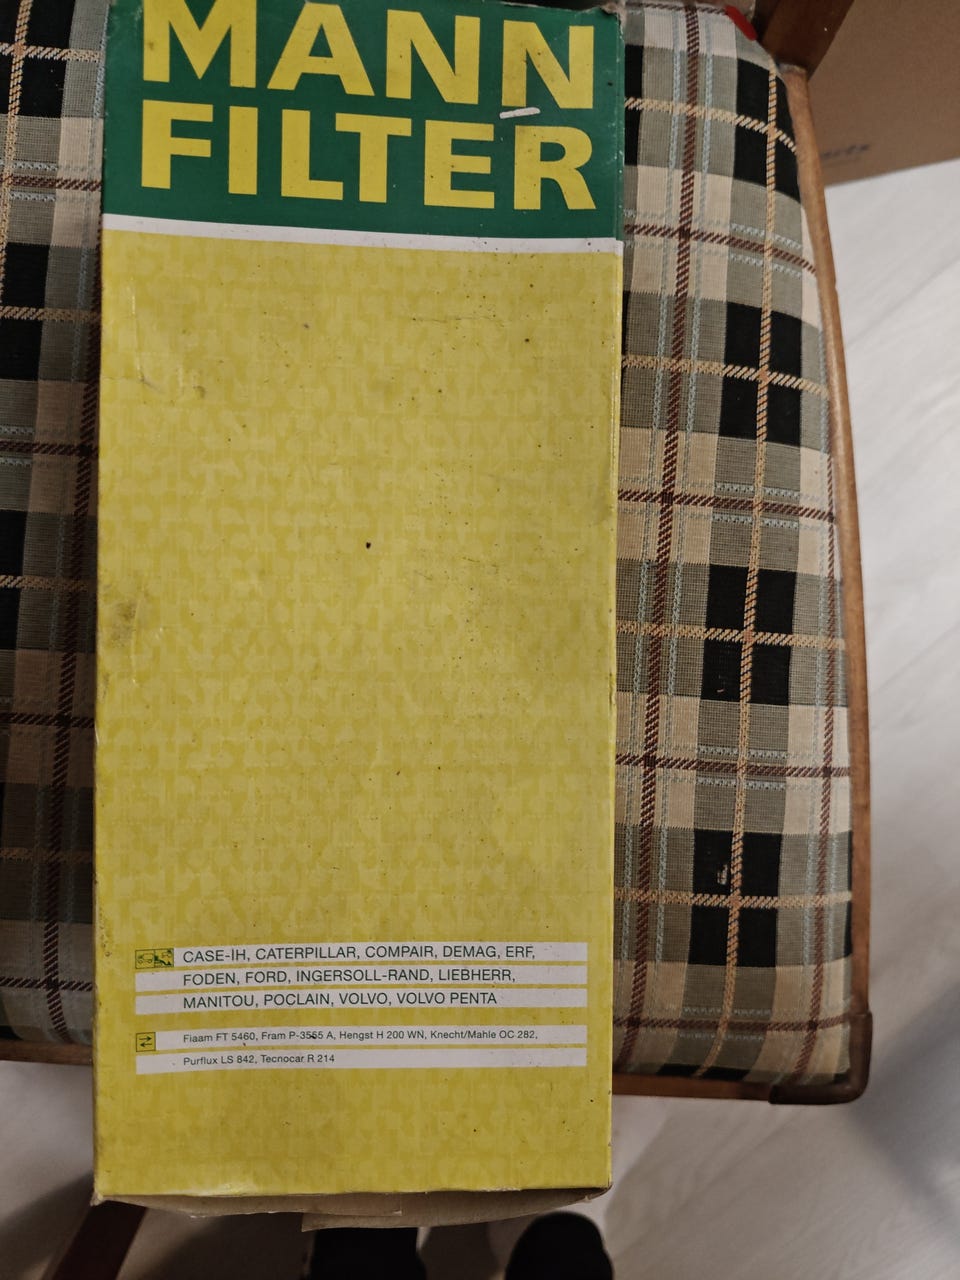 MANN
FILTER
CASE-IH, CATERPILLAR, COMPAIR, DEMAG, ERF,
FODEN, FORD, INGERSOLL-RAND, LIEBHERR,
MANITOU, POCLAIN, VOLVO, VOLVO PENTA
Fiaam FT 5460, Fram P-3555 A, Hengst H 200 WN, Knecht/Mahle OC 282,
Purflux LS 842, Tecnocar R 214